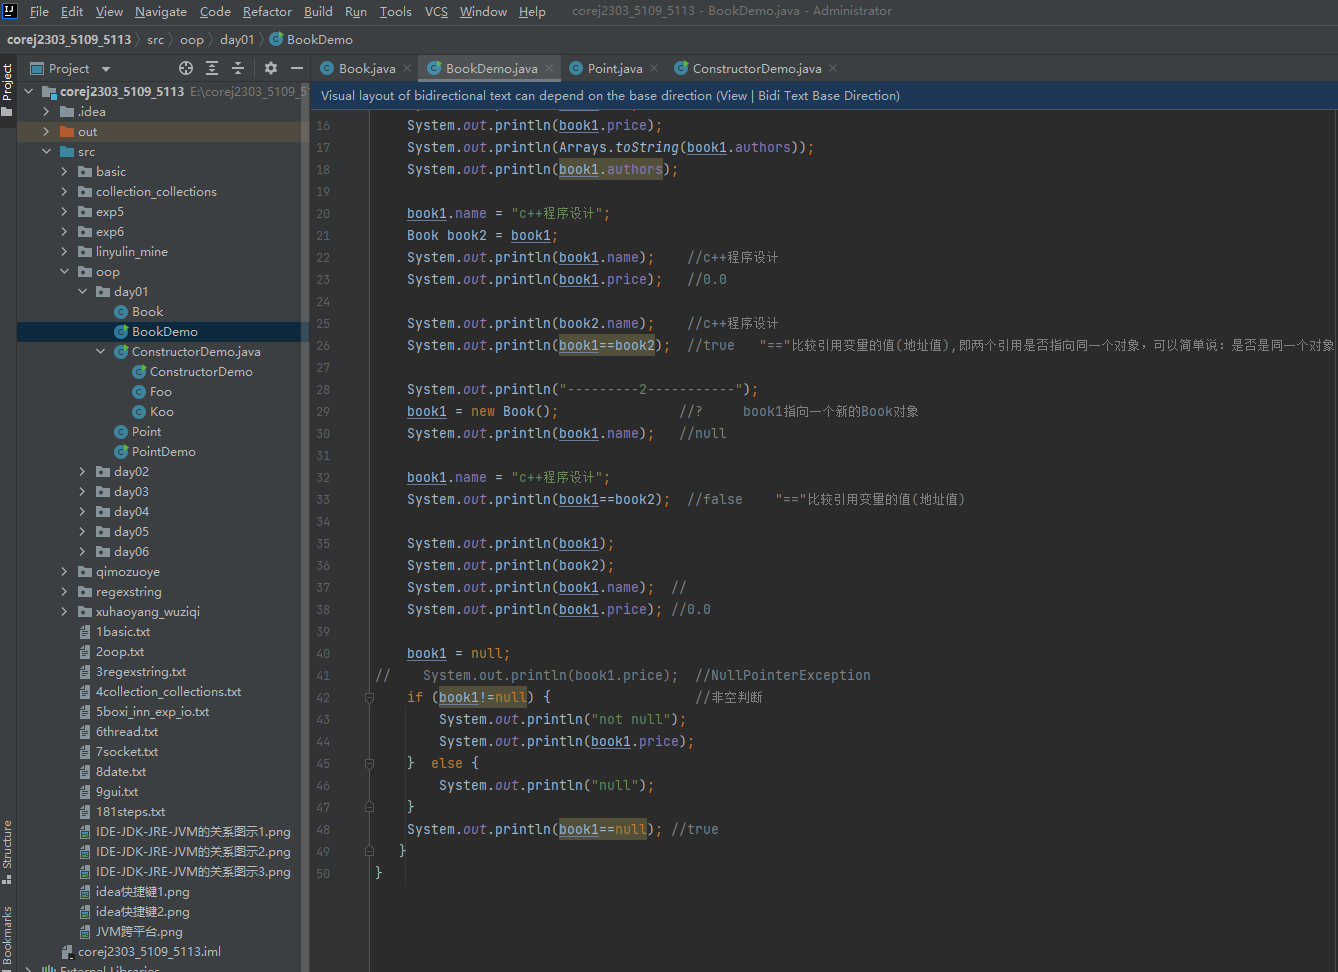 File Edit View Navigate Code Refactor Build Run Tools VCS Window Help corej2303_5109_5113 - BookDemo.java - Administrator
corej2303_5109_5113 src oop day01 BookDemo
Project
Book.java BookDemo.java Point.java ConstructorDemo.java
Visual layout of bidirectional text can depend on the base direction (View | Bidi Text Base Direction)
Project
Structure
Bookmarks
corej2303_5109_5113 E:\corej2303_5109_5
.idea
out
src
basic
collection_collections
exp5
exp6
linyulin_mine
oop
day01
Book
BookDemo
ConstructorDemo.java
ConstructorDemo
Foo
Koo
Point
PointDemo
day02
day03
day04
day05
day06
qimozuoye
regexstring
xuhaoyang_wuziqi
1basic.txt
2oop.txt
3regexstring.txt
4collection_collections.txt
5boxi_inn_exp_io.txt
6thread.txt
7socket.txt
8date.txt
9gui.txt
181steps.txt
IDE-JDK-JRE-JVM的关系图示1.png
IDE-JDK-JRE-JVM的关系图示2.png
IDE-JDK-JRE-JVM的关系图示3.png
idea快捷键1.png
idea快捷键2.png
JVM跨平台.png
corej2303_5109_5113.iml
External Libraries
16 System.out.println(book1.price);
17 System.out.println(Arrays.toString(book1.authors));
18 System.out.println(book1.authors);
19
20 book1.name = "c++程序设计";
21 Book book2 = book1;
22 System.out.println(book1.name); //c++程序设计
23 System.out.println(book1.price); //0.0
24
25 System.out.println(book2.name); //c++程序设计
26 System.out.println(book1==book2); //true "=="比较引用变量的值(地址值),即两个引用是否指向同一个对象，可以简单说：是否是同一个对象
27
28 System.out.println("---------2-----------");
29 book1 = new Book(); //? book1指向一个新的Book对象
30 System.out.println(book1.name); //null
31
32 book1.name = "c++程序设计";
33 System.out.println(book1==book2); //false "=="比较引用变量的值(地址值)
34
35 System.out.println(book1);
36 System.out.println(book2);
37 System.out.println(book1.name); //
38 System.out.println(book1.price); //0.0
39
40 book1 = null;
41 // System.out.println(book1.price); //NullPointerException
42 if (book1!=null) { //非空判断
43 System.out.println("not null");
44 System.out.println(book1.price);
45 } else {
46 System.out.println("null");
47 }
48 System.out.println(book1==null); //true
49 }
50 }